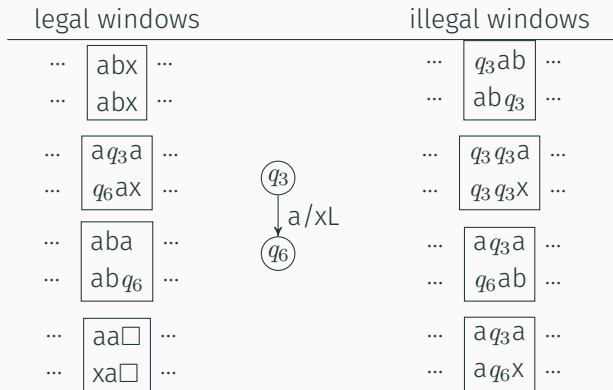 legal windows illegal windows
... abx ...
... abx ...
... q₃ab ...
... abq₃ ...
... aq₃a ...
... q₆ax ...
... q₃q₃a ...
... q₃q₃x ...
q₃
a/xL
q₆
... aba ...
... abq₆ ...
... aq₃a ...
... q₆ab ...
... aa□ ...
... xa□ ...
... aq₃a ...
... aq₆x ...